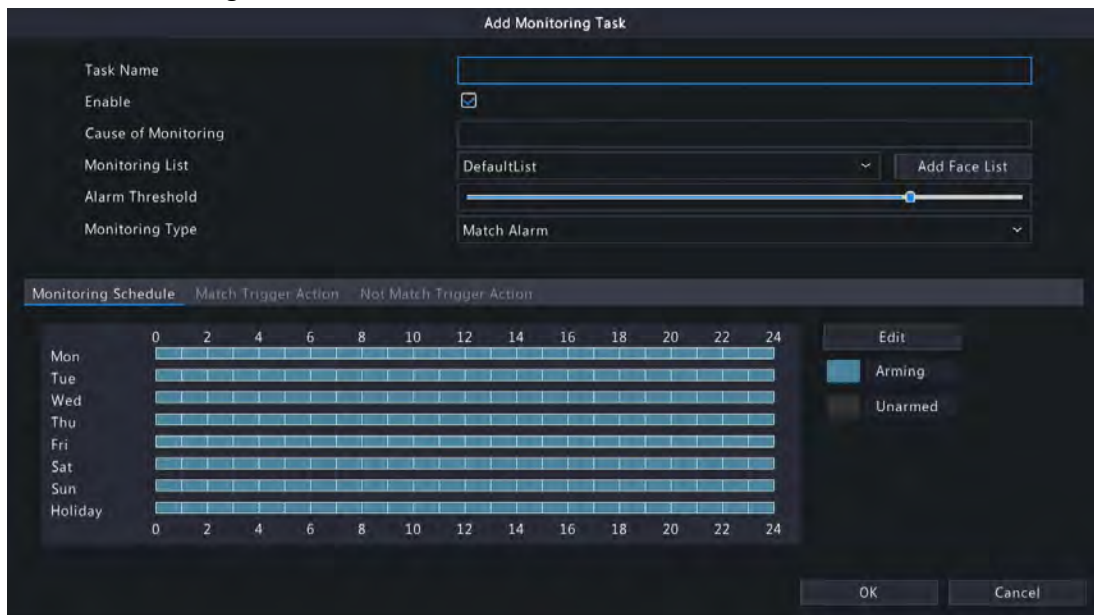 Add Monitoring Task
Task Name
Enable
Cause of Monitoring
Monitoring List DefaultList Add Face List
Alarm Threshold
Monitoring Type Match Alarm
Monitoring Schedule Match Trigger Action Not Match Trigger Action
0 2 4 6 8 10 12 14 16 18 20 22 24 Edit
Mon
Tue Arming
Wed
Thu Unarmed
Fri
Sat
Sun
Holiday
0 2 4 6 8 10 12 14 16 18 20 22 24
OK Cancel